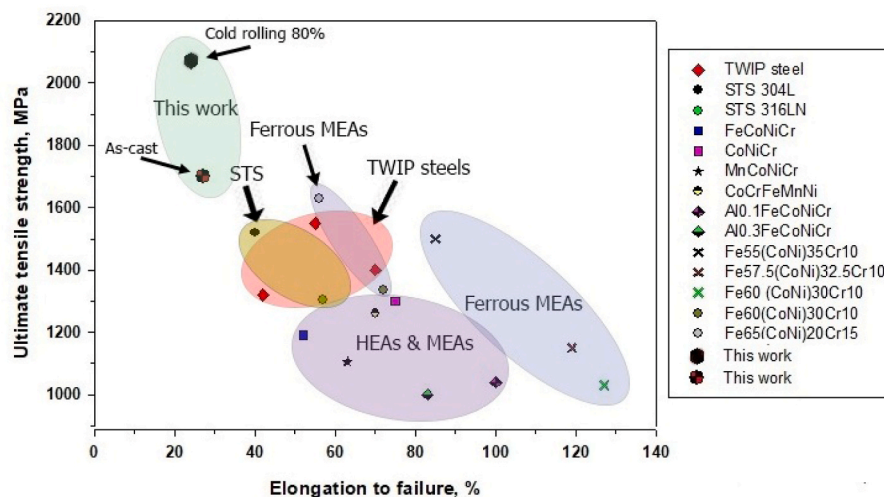 Ultimate tensile strength, MPa
2200
2000
1800
1600
1400
1200
1000
0 20 40 60 80 100 120 140
Elongation to failure, %
Cold rolling 80%
This work
As-cast
STS
Ferrous MEAs
TWIP steels
HEAs & MEAs
Ferrous MEAs
TWIP steel
STS 304L
STS 316LN
FeCoNiCr
CoNiCr
MnCoNiCr
CoCrFeMnNi
Al0.1FeCoNiCr
Al0.3FeCoNiCr
Fe55(CoNi)35Cr10
Fe57.5(CoNi)32.5Cr10
Fe60 (CoNi)30Cr10
Fe60(CoNi)30Cr10
Fe65(CoNi)20Cr15
This work
This work